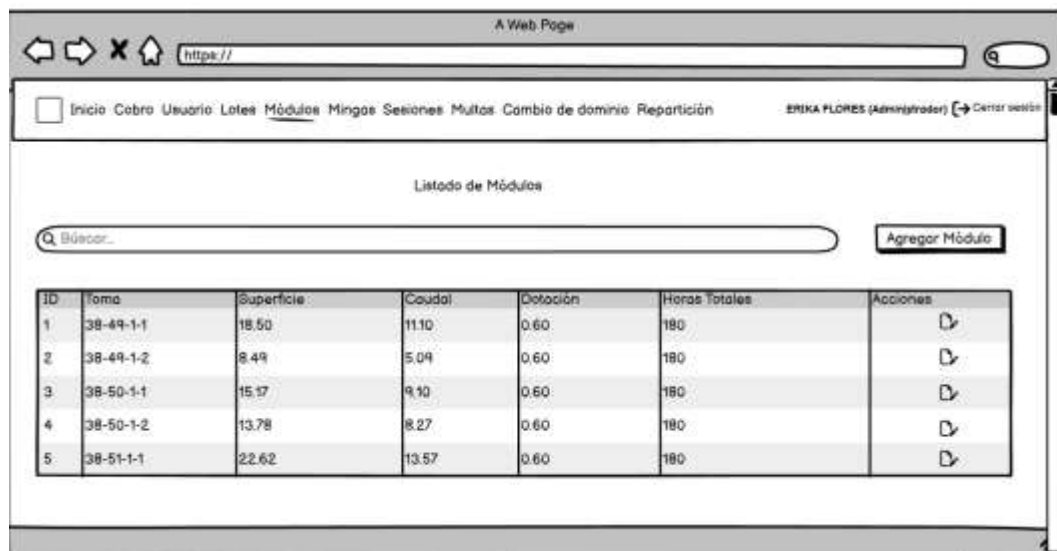 A Web Page
https://
Inicio Cobro Usuario Lotes Módulos Mingas Sesiones Multas Cambio de dominio Repartición ERIKA FLORES (Administrador) Cerrar sesión
Listado de Módulos
Búscar... Agregar Módulo
ID Toma Superficie Caudal Dotación Horas Totales Acciones
1 38-49-1-1 18.50 11.10 0.60 180
2 38-49-1-2 8.49 5.09 0.60 180
3 38-50-1-1 15.17 9.10 0.60 180
4 38-50-1-2 13.78 8.27 0.60 180
5 38-51-1-1 22.62 13.57 0.60 180